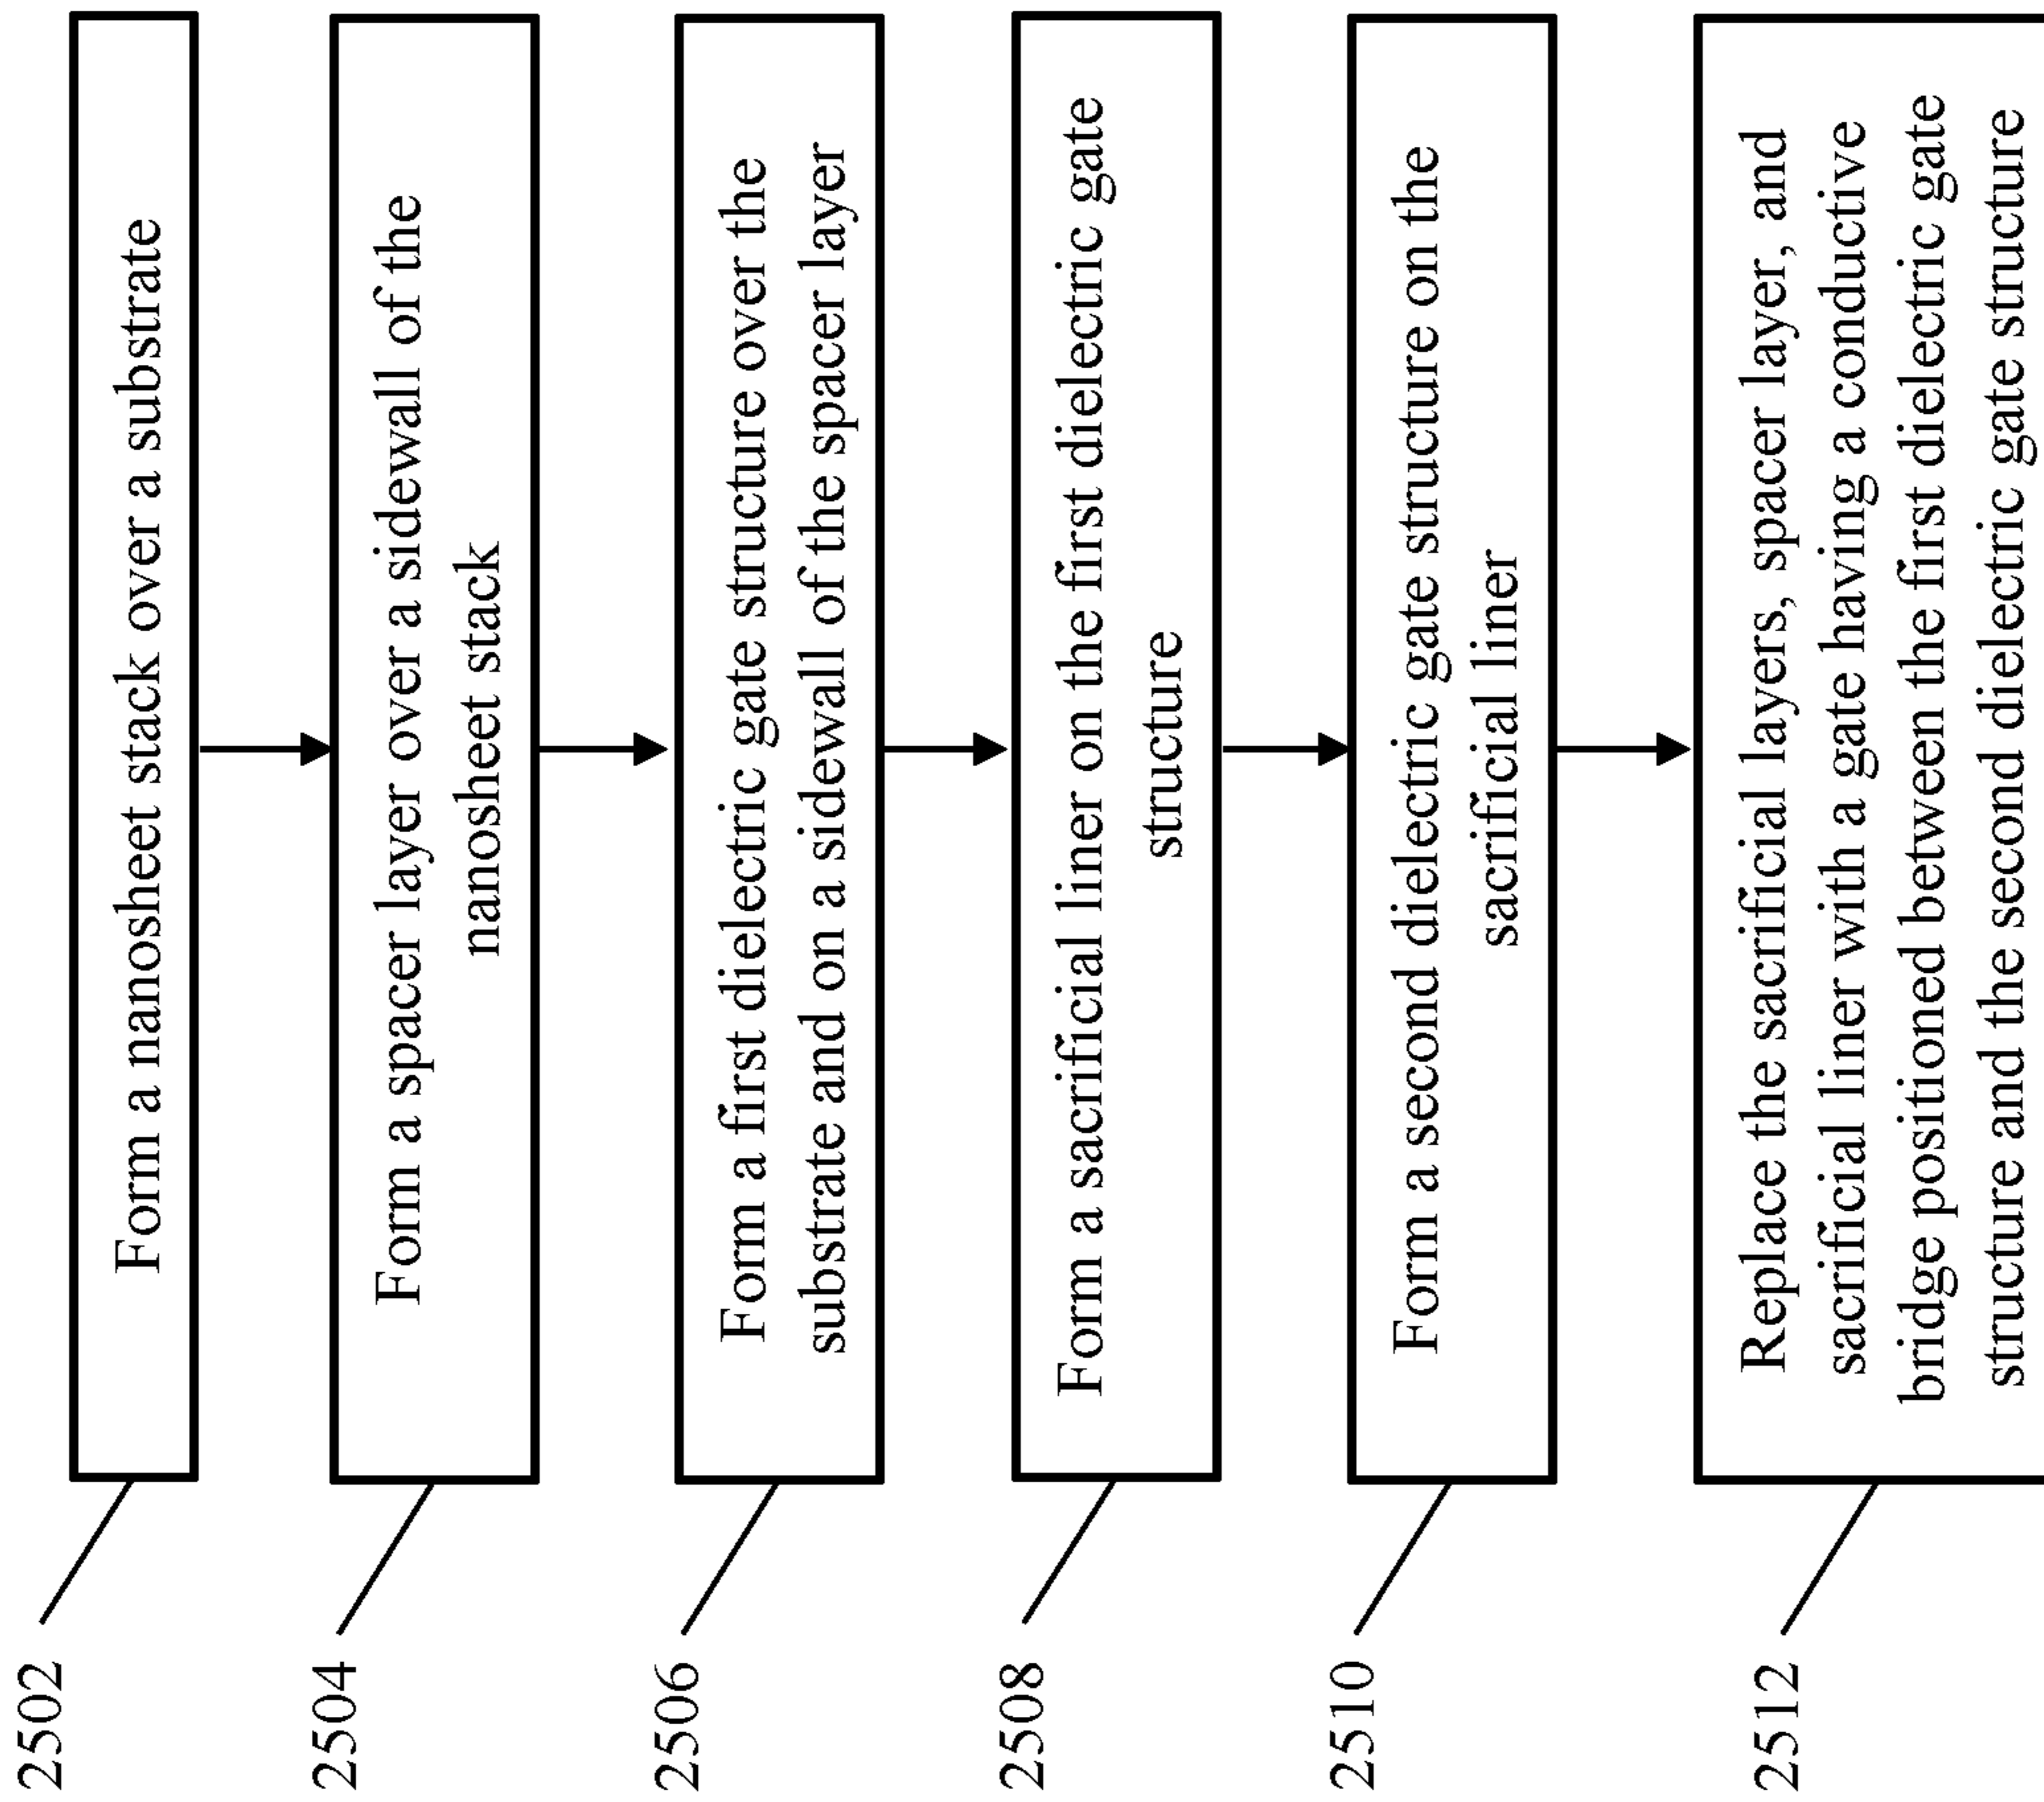 2502
Form a nanosheet stack over a substrate
2504
Form a spacer layer over a sidewall of the
nanosheet stack
2506
Form a first dielectric gate structure over the
substrate and on a sidewall of the spacer layer
2508
Form a sacrificial liner on the first dielectric gate
structure
2510
Form a second dielectric gate structure on the
sacrificial liner
2512
Replace the sacrificial layers, spacer layer, and
sacrificial liner with a gate having a conductive
bridge positioned between the first dielectric gate
structure and the second dielectric gate structure